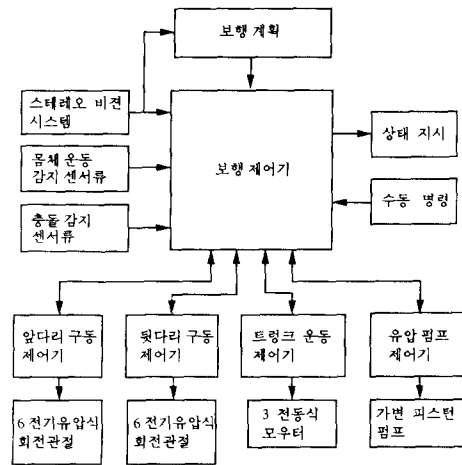 보행 계획
스테레오 비젼
시스템
몸체 운동
감지 센서류
충돌 감지
센서류
보행 제어기
상태 지시
수동 명령
앞다리 구동
제어기
뒷다리 구동
제어기
트렁크 운동
제어기
유압 펌프
제어기
6 전기유압식
회전관절
6 전기유압식
회전관절
3 전동식
모우터
가변 피스턴
펌프